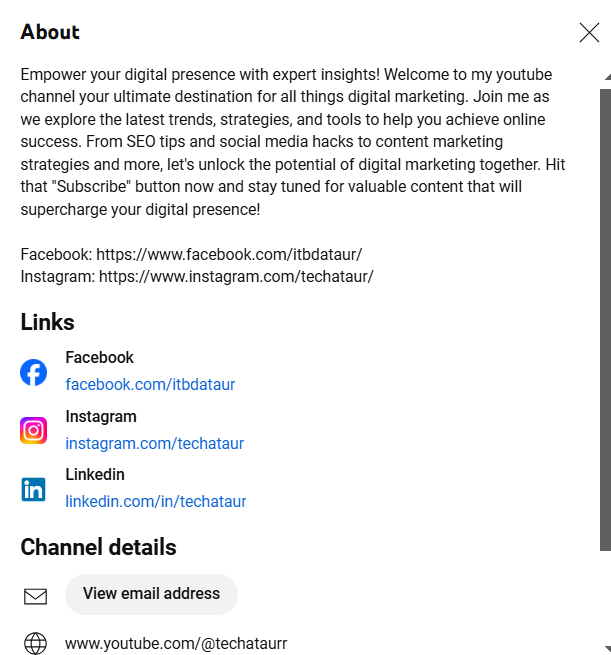 About
Empower your digital presence with expert insights! Welcome to my youtube
channel your ultimate destination for all things digital marketing. Join me as
we explore the latest trends, strategies, and tools to help you achieve online
success. From SEO tips and social media hacks to content marketing
strategies and more, let's unlock the potential of digital marketing together. Hit
that "Subscribe" button now and stay tuned for valuable content that will
supercharge your digital presence!
Facebook: https://www.facebook.com/itbdataur/
Instagram: https://www.instagram.com/techataur/
Links
Facebook
facebook.com/itbdataur
Instagram
instagram.com/techataur
Linkedin
linkedin.com/in/techataur
Channel details
View email address
www.youtube.com/@techataurr